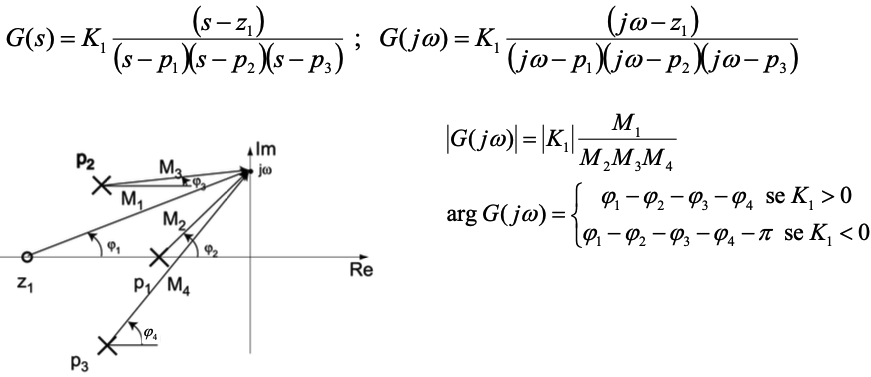 G(s) = K₁ (s − z₁) / (s − p₁)(s − p₂)(s − p₃) ; G(jω) = K₁ (jω − z₁) / (jω − p₁)(jω − p₂)(jω − p₃)
|G(jω)| = |K₁| M₁ / M₂M₃M₄
arg G(jω) = { φ₁ − φ₂ − φ₃ − φ₄ se K₁ > 0
φ₁ − φ₂ − φ₃ − φ₄ − π se K₁ < 0
Im
jω
p₂
M₃
φ₃
M₁
M₂
φ₁
φ₂
Re
z₁
p₁
M₄
φ₄
p₃